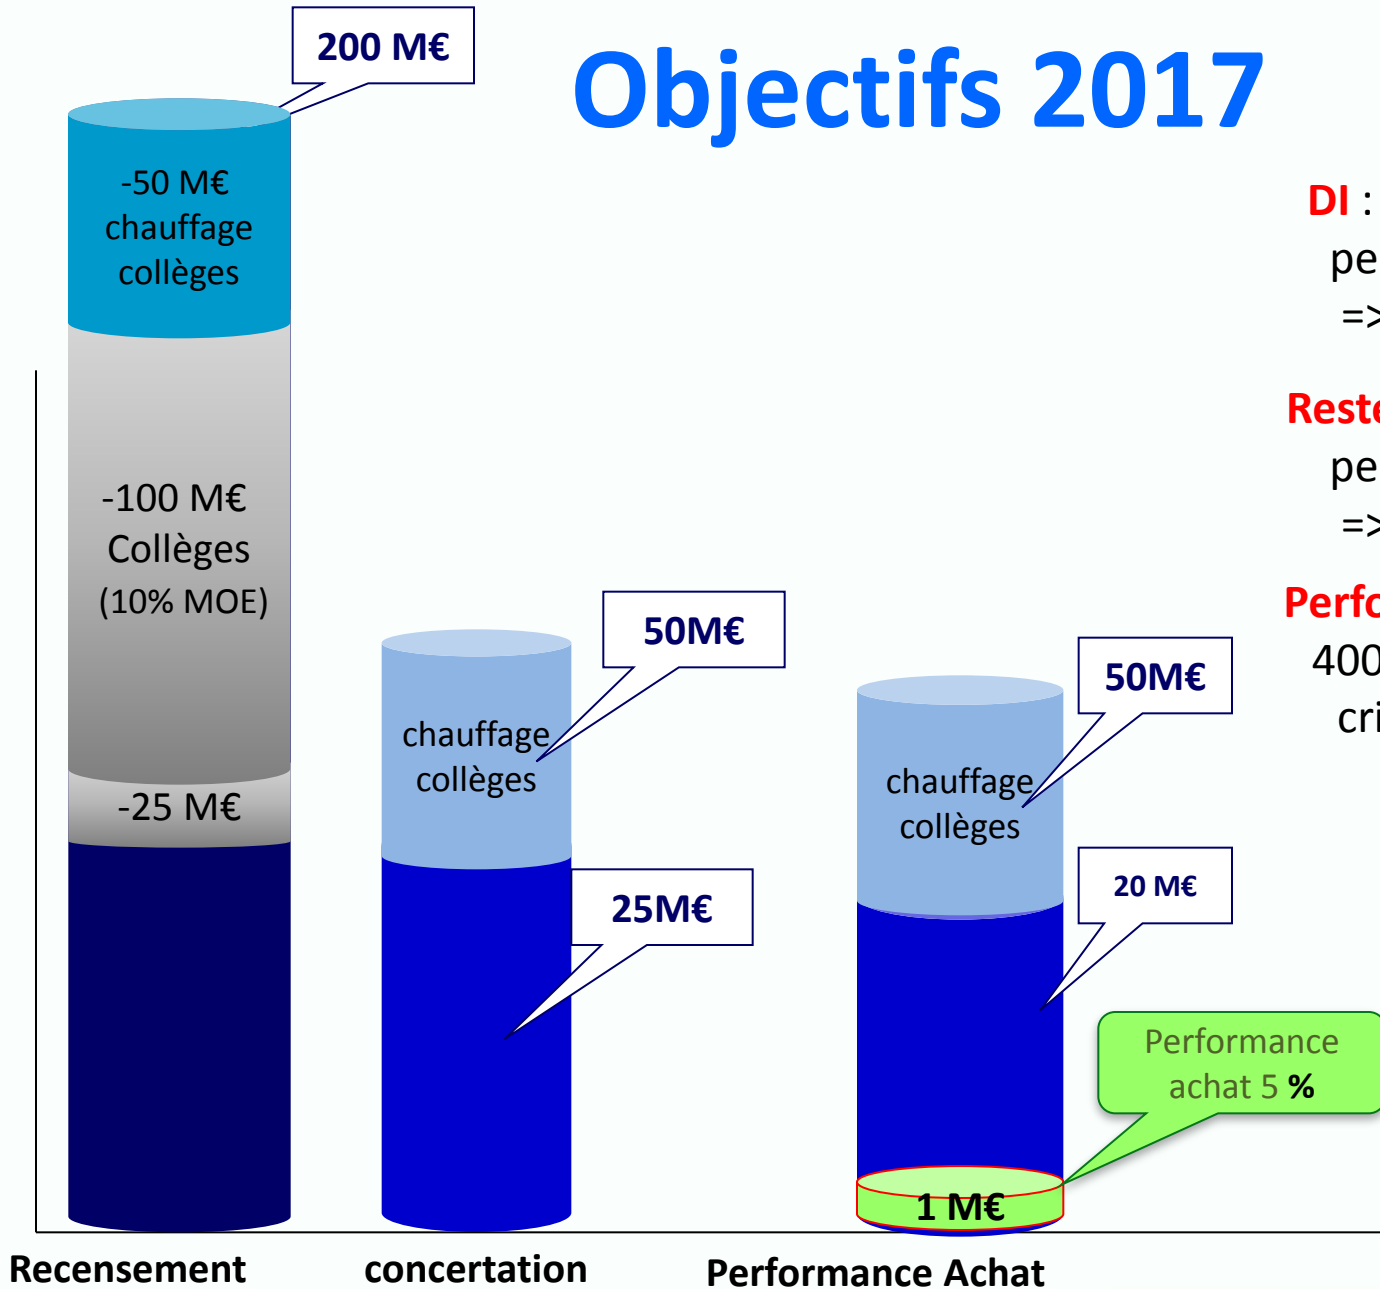 200 M€
Objectifs 2017
-50 M€
chauffage
collèges
-100 M€
Collèges
(10% MOE)
-25 M€
50M€
chauffage
collèges
25M€
50M€
chauffage
collèges
20 M€
Performance
achat 5 %
1 M€
DI :
=>
=>
400
Recensement
concertation
Performance Achat